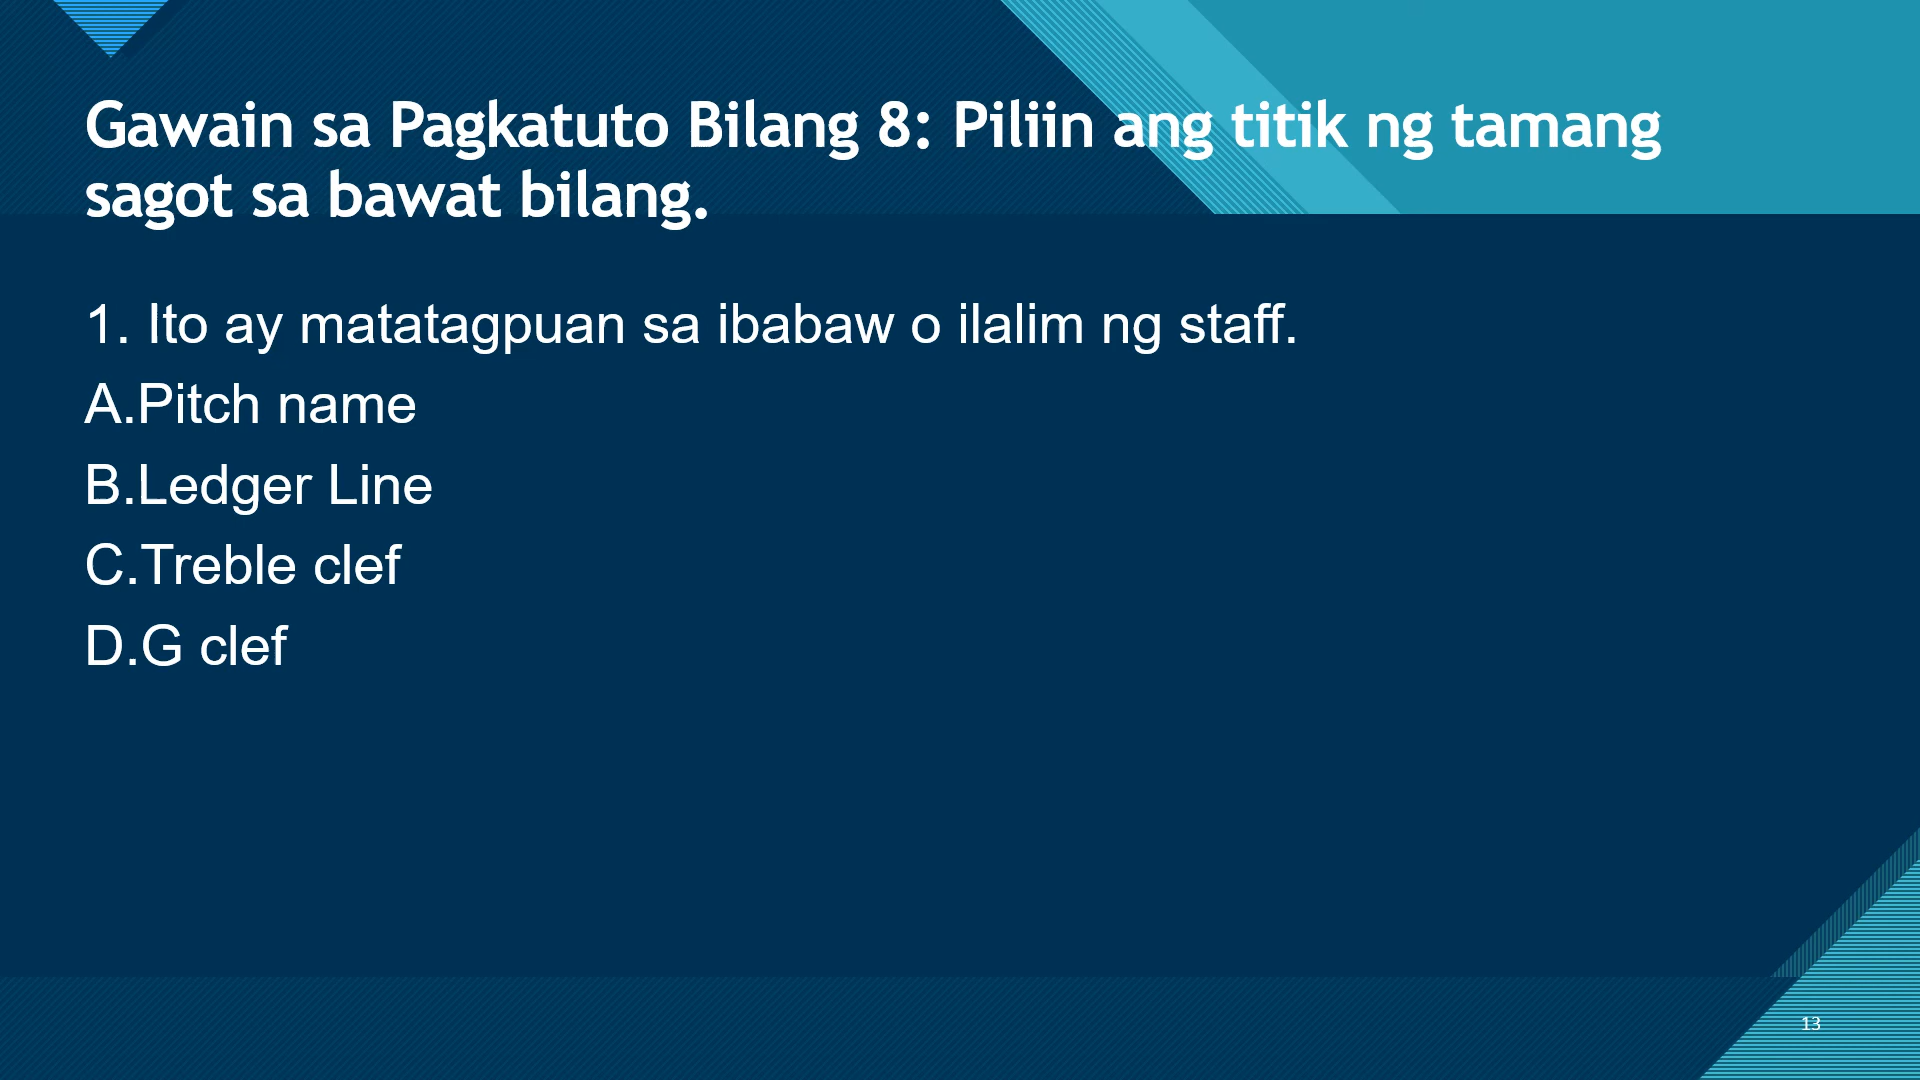 Gawain sa Pagkatuto Bilang 8: Piliin ang titik ng tamang
sagot sa bawat bilang.
1. Ito ay matatagpuan sa ibabaw o ilalim ng staff.
A.Pitch name
B.Ledger Line
C.Treble clef
D.G clef
13